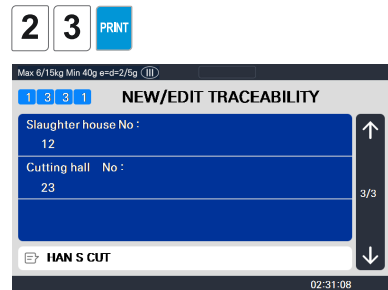 2 3 PRINT
Max 6/15kg Min 40g e=d=2/5g III
1 3 3 1 NEW/EDIT TRACEABILITY
Slaughter house No :
12
Cutting hall No :
23
3/3
HAN S CUT
02:31:08